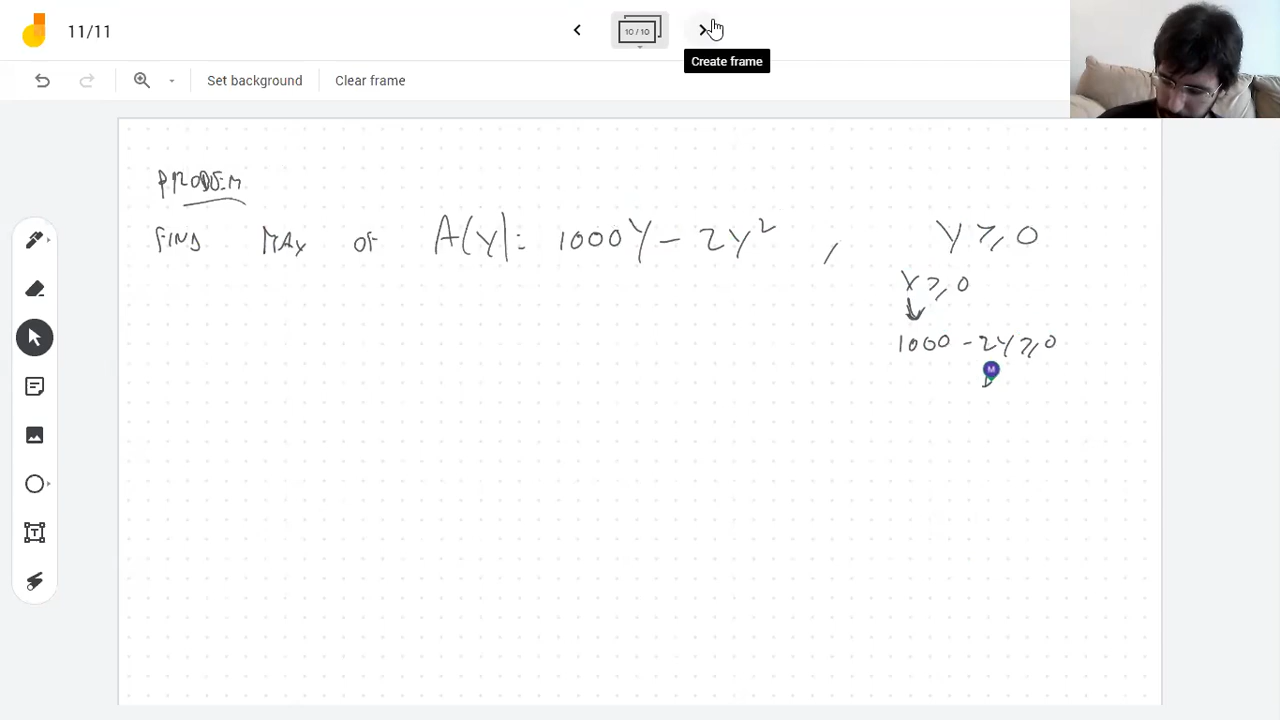 11/11
10 / 10
Create frame
Set background
Clear frame
PROBLEM
FIND MAX OF A(Y) = 1000Y - 2Y² , Y ≥ 0
X ≥ 0
1000 - 2Y ≥ 0
M